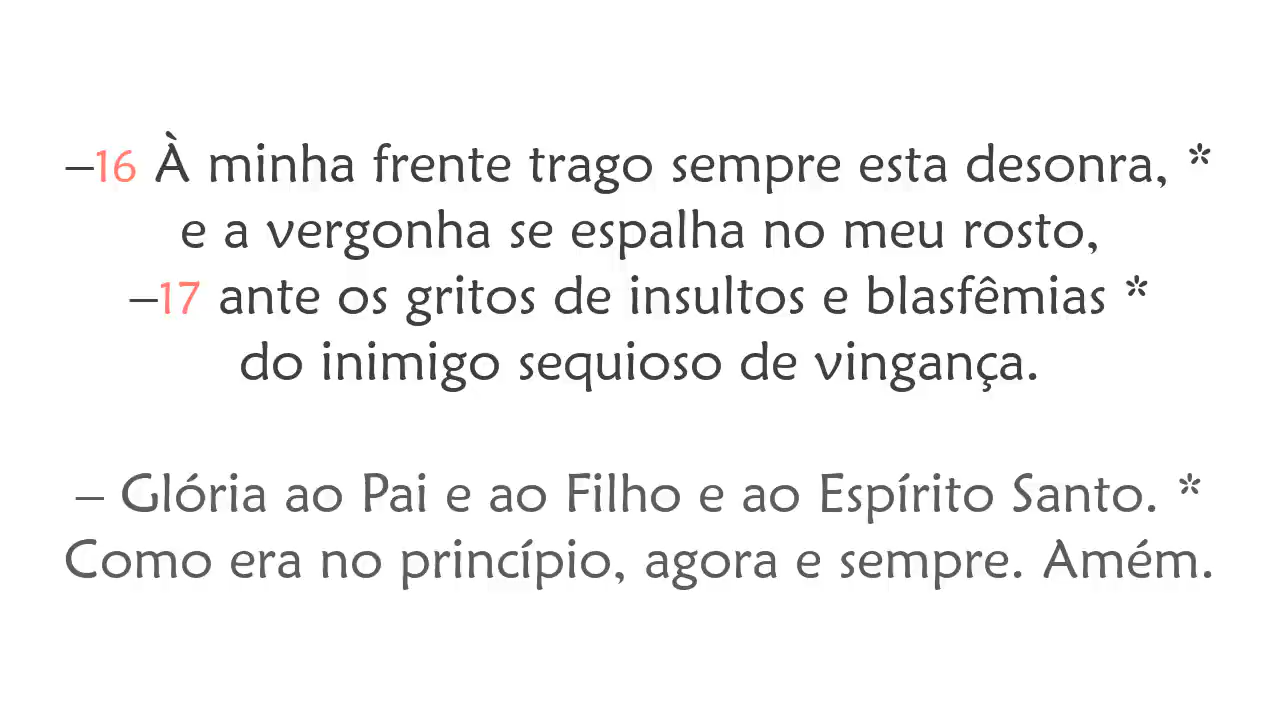 –16 À minha frente trago sempre esta desonra, *
e a vergonha se espalha no meu rosto,
–17 ante os gritos de insultos e blasfêmias *
do inimigo sequioso de vingança.
– Glória ao Pai e ao Filho e ao Espírito Santo. *
Como era no princípio, agora e sempre. Amém.